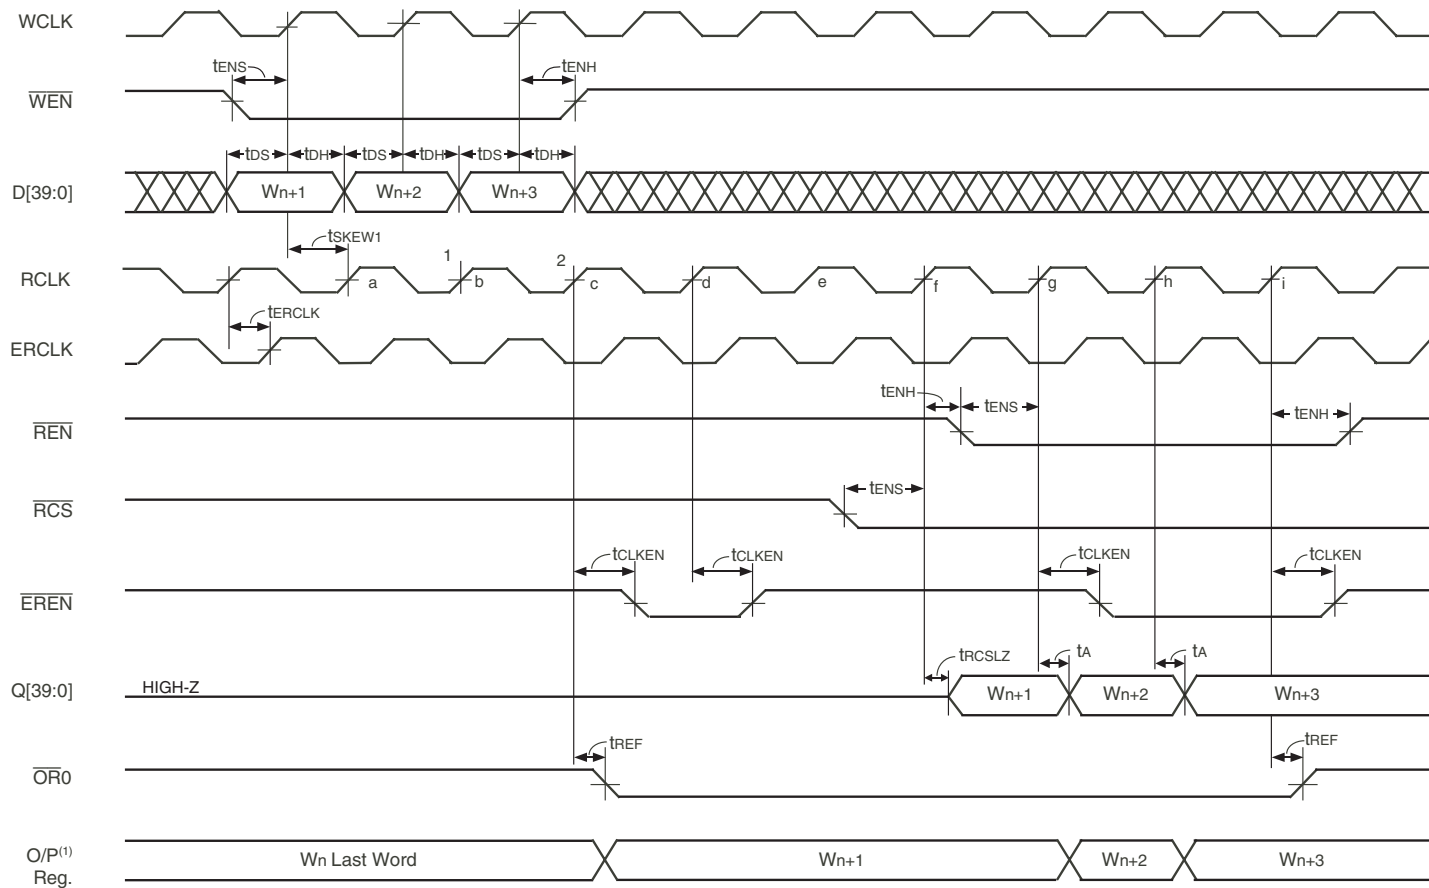 WCLK
tENS
tENH
WEN
tDS tDH tDS tDH tDS tDH
D[39:0] Wn+1 Wn+2 Wn+3
tSKEW1
1 2
RCLK a b c d e f g h i
tERCLK
ERCLK
tENH tENS tENH
REN
tENS
RCS
tCLKEN tCLKEN tCLKEN tCLKEN
EREN
tRCSLZ tA tA
Q[39:0] HIGH-Z Wn+1 Wn+2 Wn+3
tREF tREF
OR0
O/P(1) Wn Last Word Wn+1 Wn+2 Wn+3
Reg.